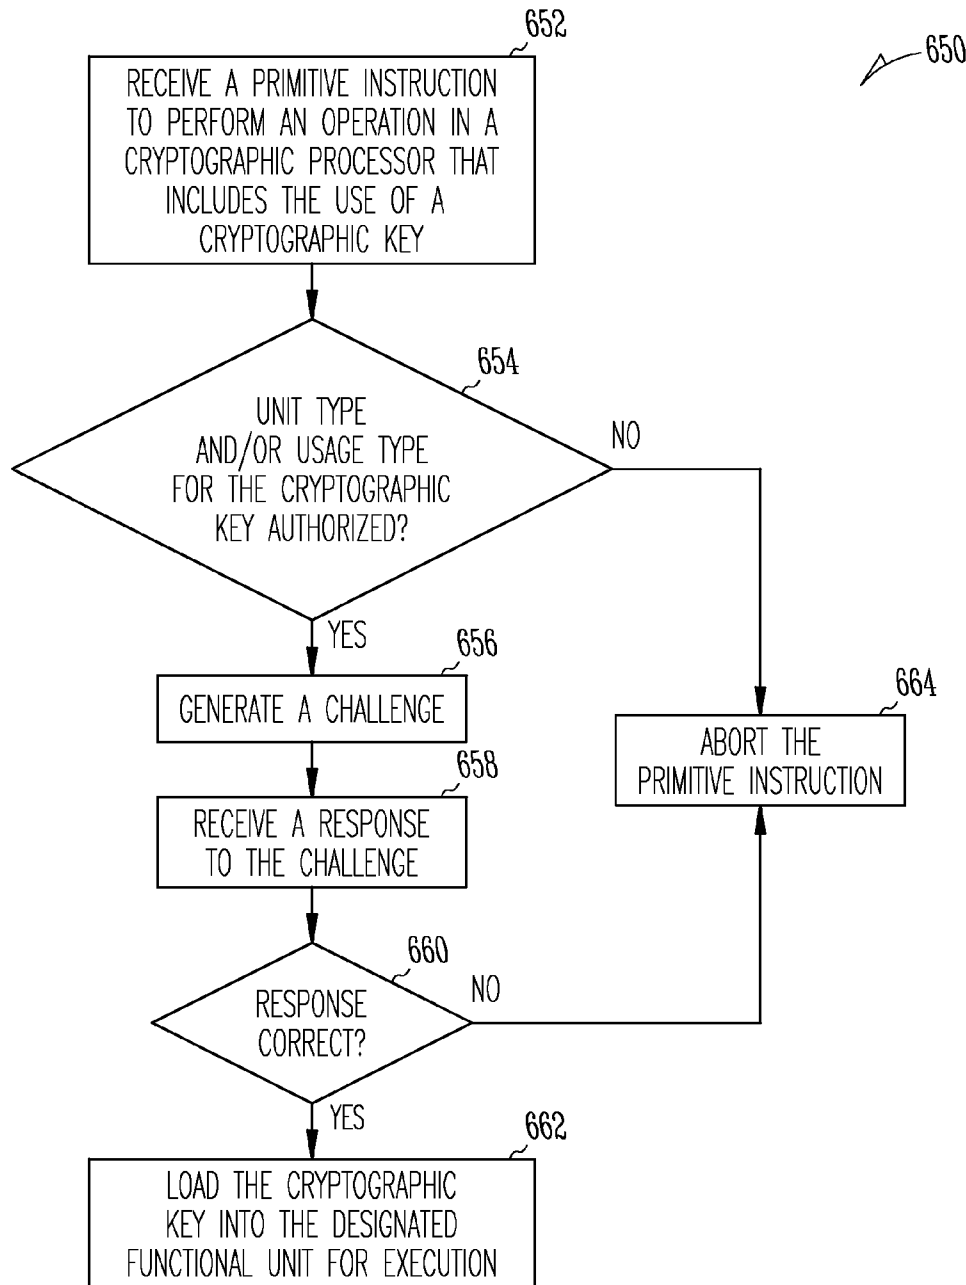 652
650
RECEIVE A PRIMITIVE INSTRUCTION
TO PERFORM AN OPERATION IN A
CRYPTOGRAPHIC PROCESSOR THAT
INCLUDES THE USE OF A
CRYPTOGRAPHIC KEY
654
UNIT TYPE
AND/OR USAGE TYPE
FOR THE CRYPTOGRAPHIC
KEY AUTHORIZED?
NO
YES
656
GENERATE A CHALLENGE
664
ABORT THE
PRIMITIVE INSTRUCTION
658
RECEIVE A RESPONSE
TO THE CHALLENGE
660
RESPONSE
CORRECT?
NO
YES
662
LOAD THE CRYPTOGRAPHIC
KEY INTO THE DESIGNATED
FUNCTIONAL UNIT FOR EXECUTION